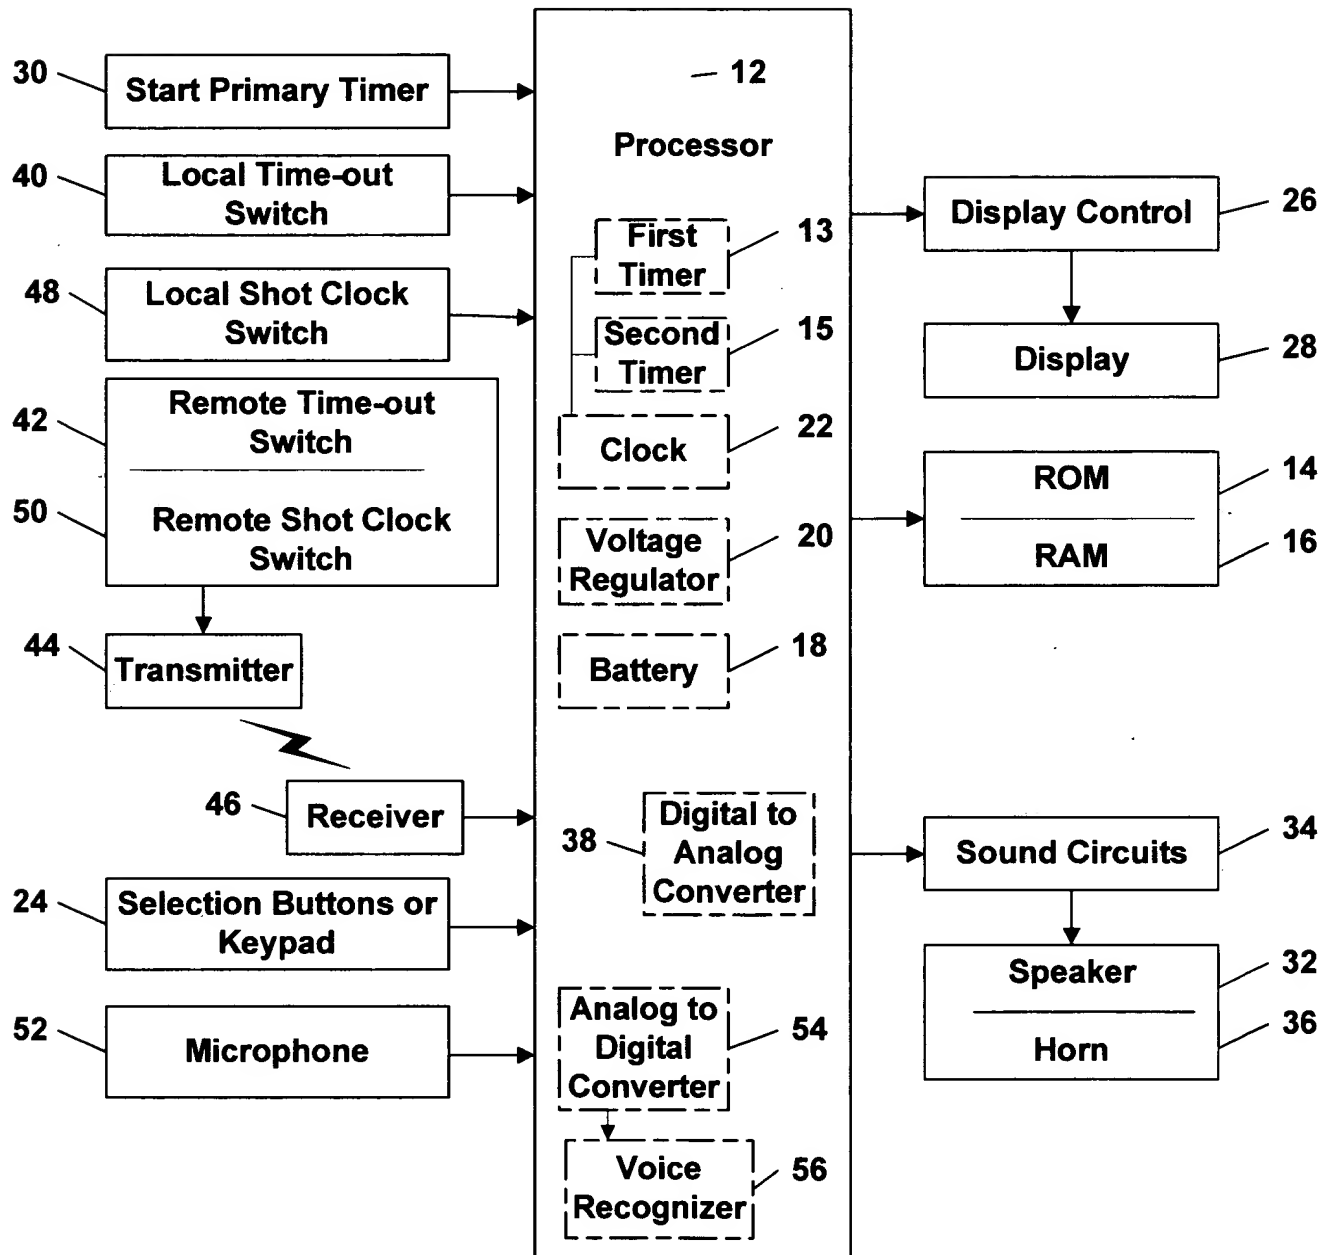 30
Start Primary Timer
40
Local Time-out
Switch
48
Local Shot Clock
Switch
42
Remote Time-out
Switch
50
Remote Shot Clock
Switch
44
Transmitter
46
Receiver
24
Selection Buttons or
Keypad
52
Microphone
12
Processor
First
Timer
13
Second
Timer
15
Clock
22
Voltage
Regulator
20
Battery
18
38
Digital to
Analog
Converter
Analog to
Digital
Converter
54
Voice
Recognizer
56
Display Control
26
Display
28
ROM
14
RAM
16
Sound Circuits
34
Speaker
32
Horn
36